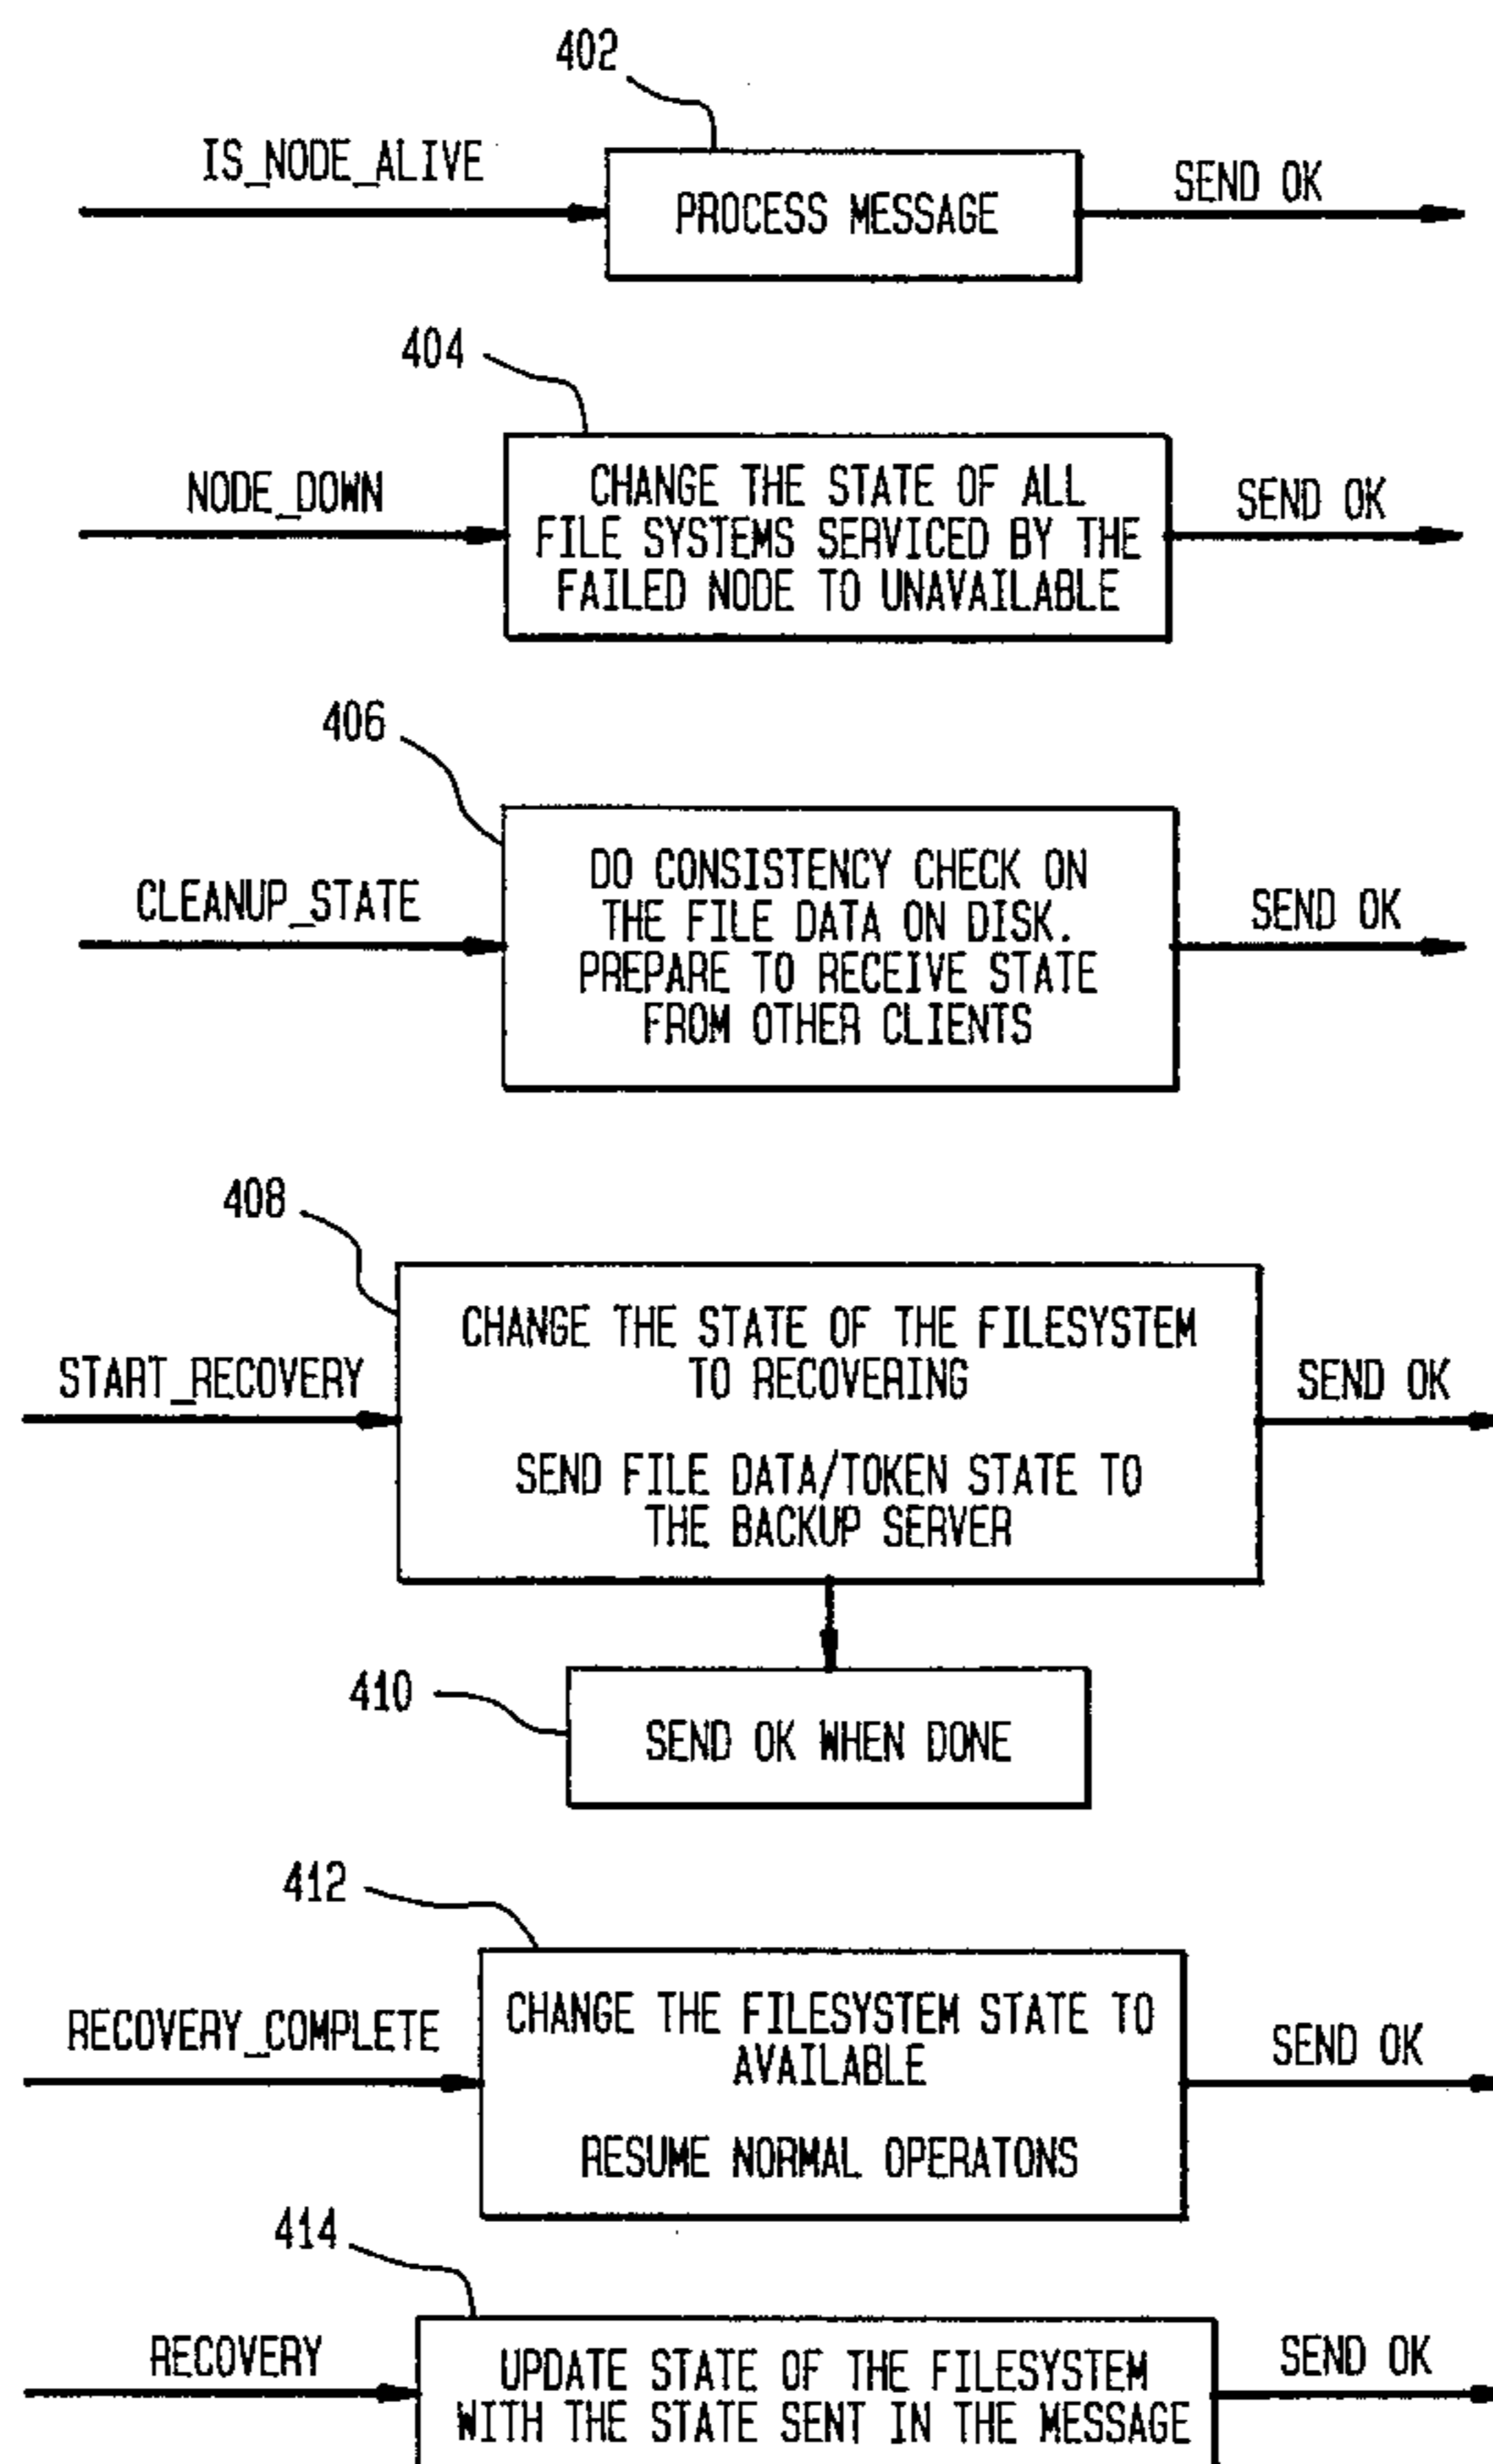 402
IS_NODE_ALIVE
PROCESS MESSAGE
SEND OK
404
NODE_DOWN
CHANGE THE STATE OF ALL
FILE SYSTEMS SERVICED BY THE
FAILED NODE TO UNAVAILABLE
SEND OK
406
CLEANUP_STATE
DO CONSISTENCY CHECK ON
THE FILE DATA ON DISK.
PREPARE TO RECEIVE STATE
FROM OTHER CLIENTS
SEND OK
408
START_RECOVERY
CHANGE THE STATE OF THE FILESYSTEM
TO RECOVERING
SEND FILE DATA/TOKEN STATE TO
THE BACKUP SERVER
SEND OK
410
SEND OK WHEN DONE
412
RECOVERY_COMPLETE
CHANGE THE FILESYSTEM STATE TO
AVAILABLE
RESUME NORMAL OPERATONS
SEND OK
414
RECOVERY
UPDATE STATE OF THE FILESYSTEM
WITH THE STATE SENT IN THE MESSAGE
SEND OK